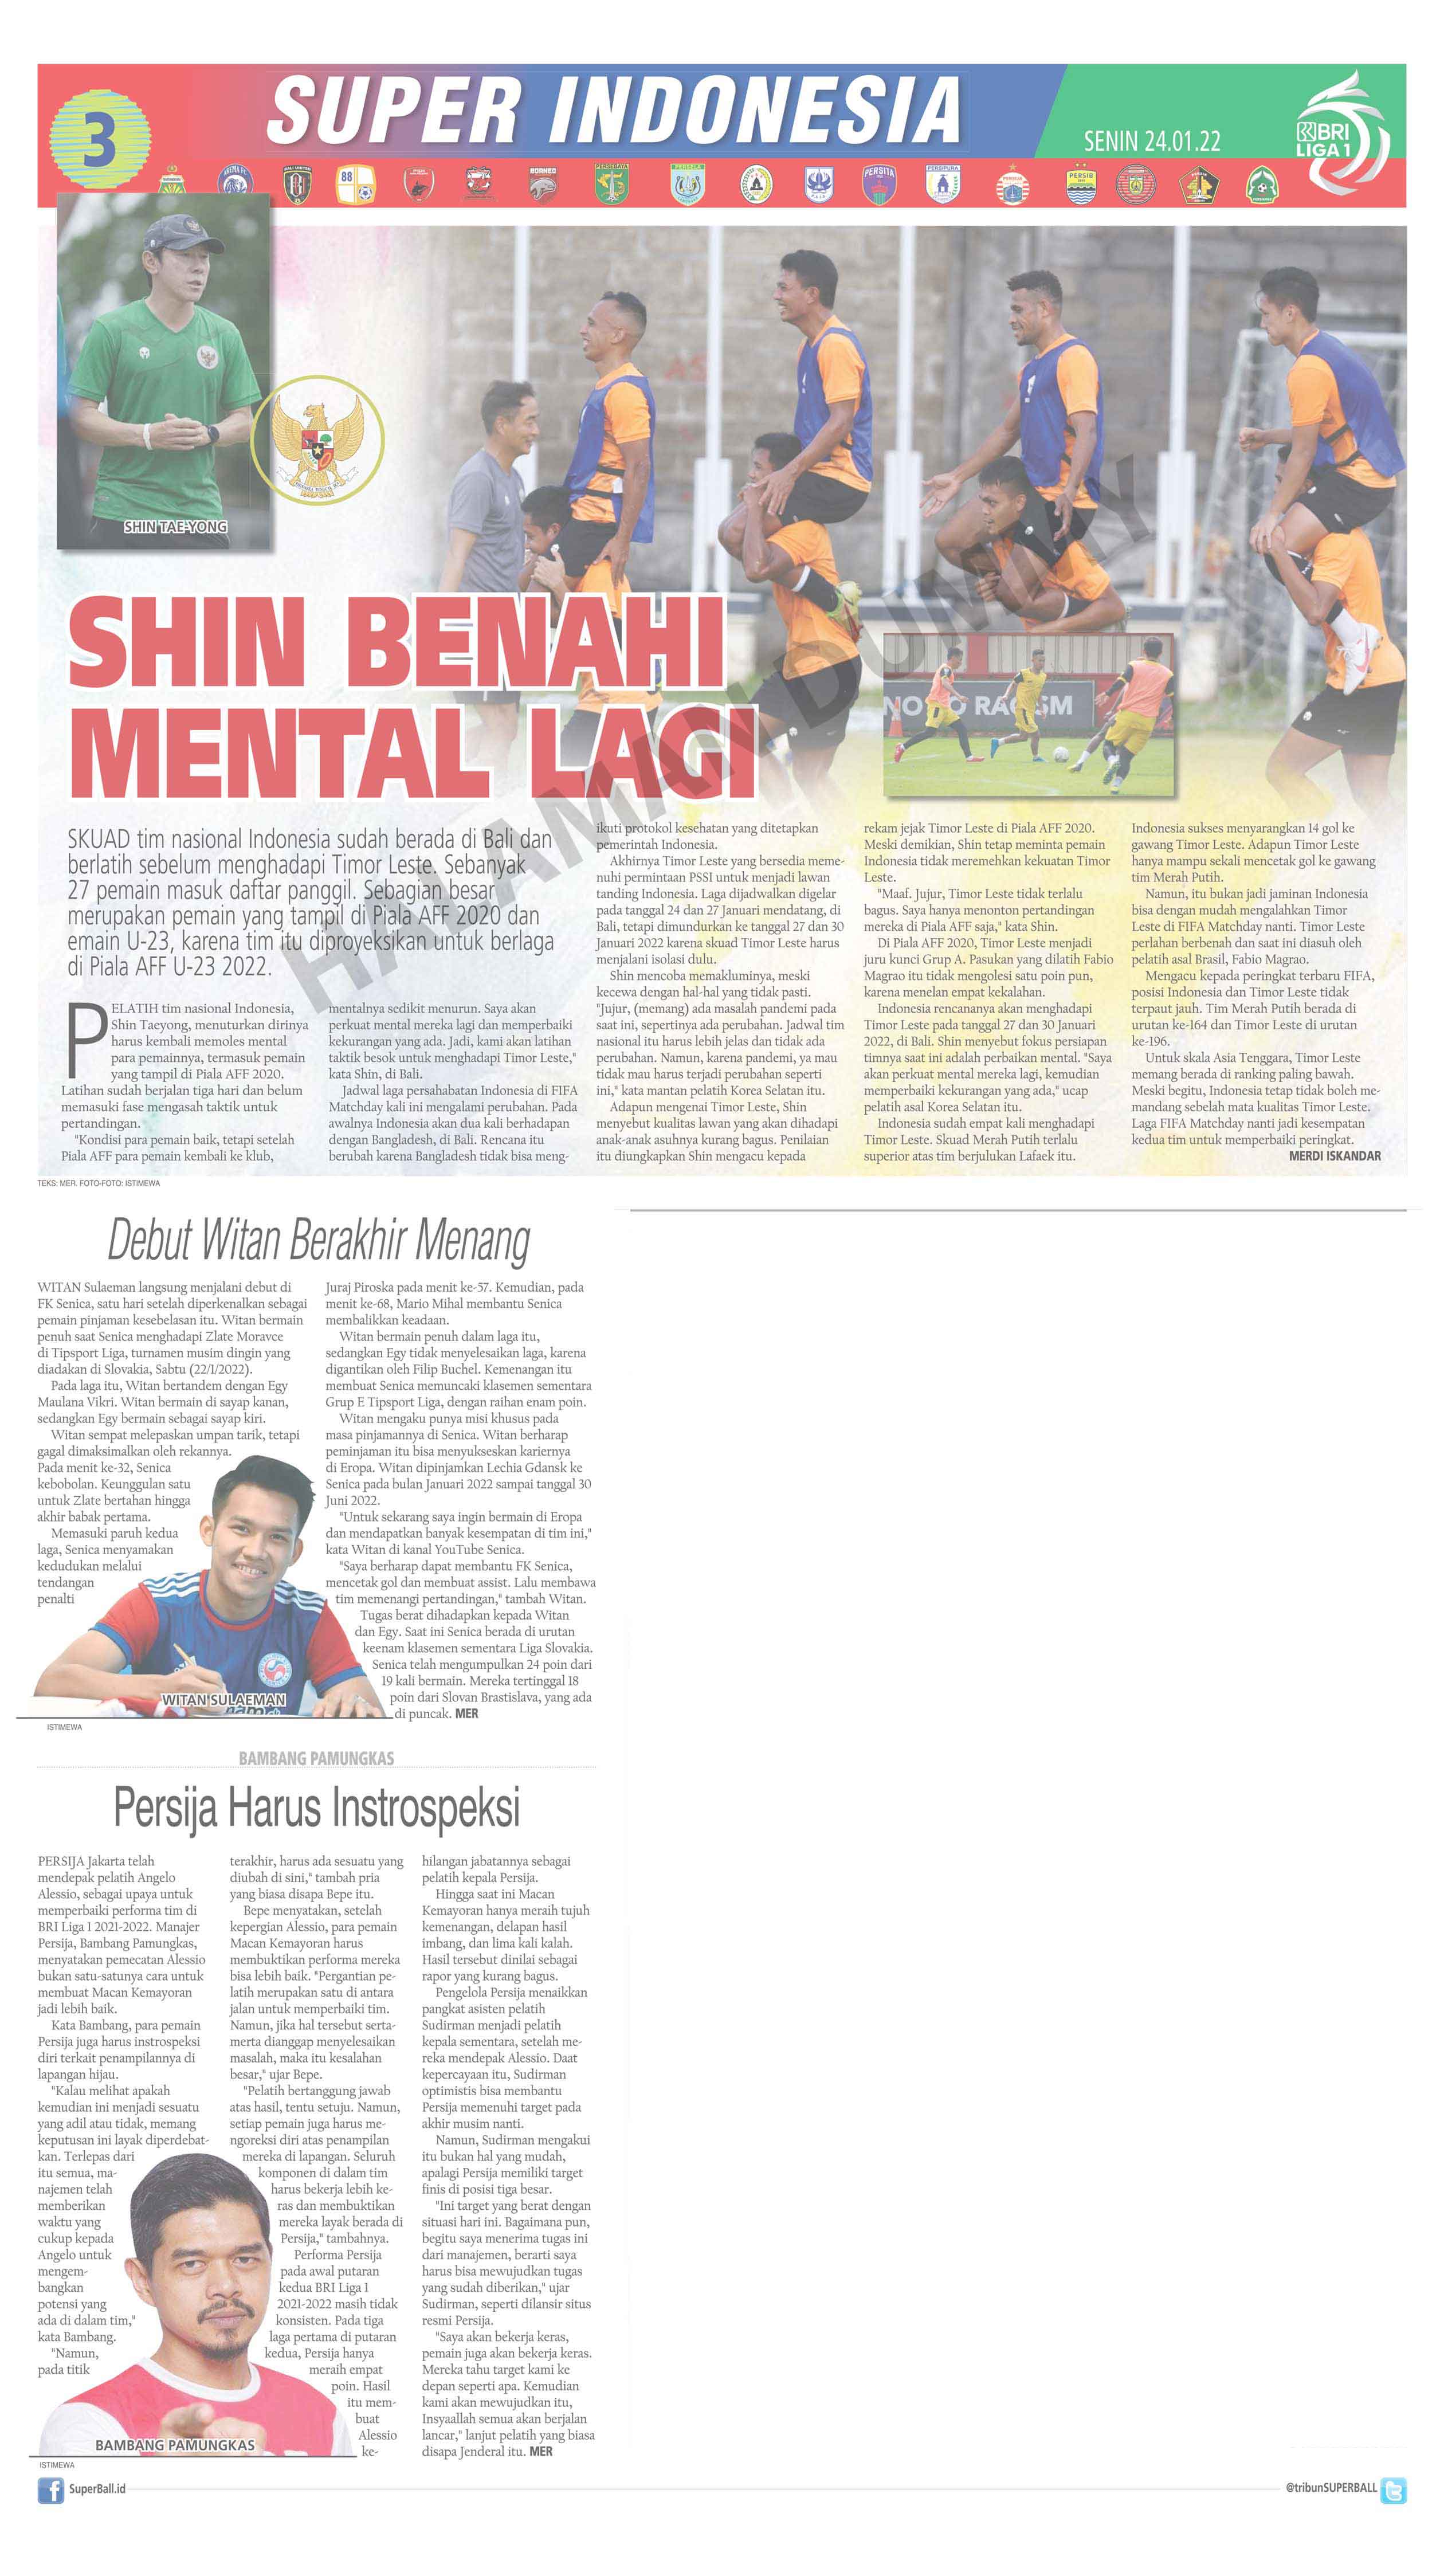 3
SUPER INDONESIA
SENIN 24.01.22
BRI
LIGA 1
SHIN TAE-YONG
HALAMAN DUMMY
SHIN BENAHI
MENTAL LAGI
SKUAD tim nasional Indonesia sudah berada di Bali dan
berlatih sebelum menghadapi Timor Leste. Sebanyak
27 pemain masuk daftar panggil. Sebagian besar
merupakan pemain yang tampil di Piala AFF 2020 dan
emain U-23, karena tim itu diproyeksikan untuk berlaga
di Piala AFF U-23 2022.
PELATIH tim nasional Indonesia,
Shin Taeyong, menuturkan dirinya
harus kembali memoles mental
para pemainnya, termasuk pemain
yang tampil di Piala AFF 2020.
Latihan sudah berjalan tiga hari dan belum
memasuki fase mengasah taktik untuk
pertandingan.
"Kondisi para pemain baik, tetapi setelah
Piala AFF para pemain kembali ke klub,
mentalnya sedikit menurun. Saya akan
perkuat mental mereka lagi dan memperbaiki
kekurangan yang ada. Jadi, kami akan latihan
taktik besok untuk menghadapi Timor Leste,"
kata Shin, di Bali.
Jadwal laga persahabatan Indonesia di FIFA
Matchday kali ini mengalami perubahan. Pada
awalnya Indonesia akan dua kali berhadapan
dengan Bangladesh, di Bali. Rencana itu
berubah karena Bangladesh tidak bisa meng-
ikuti protokol kesehatan yang ditetapkan
pemerintah Indonesia.
Akhirnya Timor Leste yang bersedia meme-
nuhi permintaan PSSI untuk menjadi lawan
tanding Indonesia. Laga dijadwalkan digelar
pada tanggal 24 dan 27 Januari mendatang, di
Bali, tetapi dimundurkan ke tanggal 27 dan 30
Januari 2022 karena skuad Timor Leste harus
menjalani isolasi dulu.
Shin mencoba memakluminya, meski
kecewa dengan hal-hal yang tidak pasti.
"Jujur, (memang) ada masalah pandemi pada
saat ini, sepertinya ada perubahan. Jadwal tim
nasional itu harus lebih jelas dan tidak ada
perubahan. Namun, karena pandemi, ya mau
tidak mau harus terjadi perubahan seperti
ini," kata mantan pelatih Korea Selatan itu.
Adapun mengenai Timor Leste, Shin
menyebut kualitas lawan yang akan dihadapi
anak-anak asuhnya kurang bagus. Penilaian
itu diungkapkan Shin mengacu kepada
NO TO RACISM
rekam jejak Timor Leste di Piala AFF 2020.
Meski demikian, Shin tetap meminta pemain
Indonesia tidak meremehkan kekuatan Timor
Leste.
"Maaf. Jujur, Timor Leste tidak terlalu
bagus. Saya hanya menonton pertandingan
mereka di Piala AFF saja," kata Shin.
Di Piala AFF 2020, Timor Leste menjadi
juru kunci Grup A. Pasukan yang dilatih Fabio
Magrao itu tidak mengolesi satu poin pun,
karena menelan empat kekalahan.
Indonesia rencananya akan menghadapi
Timor Leste pada tanggal 27 dan 30 Januari
2022, di Bali. Shin menyebut fokus persiapan
timnya saat ini adalah perbaikan mental. "Saya
akan perkuat mental mereka lagi, kemudian
memperbaiki kekurangan yang ada," ucap
pelatih asal Korea Selatan itu.
Indonesia sudah empat kali menghadapi
Timor Leste. Skuad Merah Putih terlalu
superior atas tim berjulukan Lafaek itu.
Indonesia sukses menyarangkan 14 gol ke
gawang Timor Leste. Adapun Timor Leste
hanya mampu sekali mencetak gol ke gawang
tim Merah Putih.
Namun, itu bukan jadi jaminan Indonesia
bisa dengan mudah mengalahkan Timor
Leste di FIFA Matchday nanti. Timor Leste
perlahan berbenah dan saat ini diasuh oleh
pelatih asal Brasil, Fabio Magrao.
Mengacu kepada peringkat terbaru FIFA,
posisi Indonesia dan Timor Leste tidak
terpaut jauh. Tim Merah Putih berada di
urutan ke-164 dan Timor Leste di urutan
ke-196.
Untuk skala Asia Tenggara, Timor Leste
memang berada di ranking paling bawah.
Meski begitu, Indonesia tetap tidak boleh me-
mandang sebelah mata kualitas Timor Leste.
Laga FIFA Matchday nanti jadi kesempatan
kedua tim untuk memperbaiki peringkat.
MERDI ISKANDAR
TEKS: MER. FOTO-FOTO: ISTIMEWA
Debut Witan Berakhir Menang
WITAN Sulaeman langsung menjalani debut di
FK Senica, satu hari setelah diperkenalkan sebagai
pemain pinjaman kesebelasan itu. Witan bermain
penuh saat Senica menghadapi Zlate Moravce
di Tipsport Liga, turnamen musim dingin yang
diadakan di Slovakia, Sabtu (22/1/2022).
Pada laga itu, Witan bertandem dengan Egy
Maulana Vikri. Witan bermain di sayap kanan,
sedangkan Egy bermain sebagai sayap kiri.
Witan sempat melepaskan umpan tarik, tetapi
gagal dimaksimalkan oleh rekannya.
Pada menit ke-32, Senica
kebobolan. Keunggulan satu
untuk Zlate bertahan hingga
akhir babak pertama.
Memasuki paruh kedua
laga, Senica menyamakan
kedudukan melalui
tendangan
penalti
Juraj Piroska pada menit ke-57. Kemudian, pada
menit ke-68, Mario Mihal membantu Senica
membalikkan keadaan.
Witan bermain penuh dalam laga itu,
sedangkan Egy tidak menyelesaikan laga, karena
digantikan oleh Filip Buchel. Kemenangan itu
membuat Senica memuncaki klasemen sementara
Grup E Tipsport Liga, dengan raihan enam poin.
Witan mengaku punya misi khusus pada
masa pinjamannya di Senica. Witan berharap
peminjaman itu bisa menyukseskan kariernya
di Eropa. Witan dipinjamkan Lechia Gdansk ke
Senica pada bulan Januari 2022 sampai tanggal 30
Juni 2022.
"Untuk sekarang saya ingin bermain di Eropa
dan mendapatkan banyak kesempatan di tim ini,"
kata Witan di kanal YouTube Senica.
"Saya berharap dapat membantu FK Senica,
mencetak gol dan membuat assist. Lalu membawa
tim memenangi pertandingan," tambah Witan.
Tugas berat dihadapkan kepada Witan
dan Egy. Saat ini Senica berada di urutan
keenam klasemen sementara Liga Slovakia.
Senica telah mengumpulkan 24 poin dari
19 kali bermain. Mereka tertinggal 18
poin dari Slovan Brastislava, yang ada
di puncak. MER
WITAN SULAEMAN
ISTIMEWA
BAMBANG PAMUNGKAS
Persija Harus Instrospeksi
PERSIJA Jakarta telah
mendepak pelatih Angelo
Alessio, sebagai upaya untuk
memperbaiki performa tim di
BRI Liga 1 2021-2022. Manajer
Persija, Bambang Pamungkas,
menyatakan pemecatan Alessio
bukan satu-satunya cara untuk
membuat Macan Kemayoran
jadi lebih baik.
Kata Bambang, para pemain
Persija juga harus instrospeksi
diri terkait penampilannya di
lapangan hijau.
"Kalau melihat apakah
kemudian ini menjadi sesuatu
yang adil atau tidak, memang
keputusan ini layak diperdebat-
kan. Terlepas dari
itu semua, ma-
najemen telah
memberikan
waktu yang
cukup kepada
Angelo untuk
mengem-
bangkan
potensi yang
ada di dalam tim,"
kata Bambang.
"Namun,
pada titik
terakhir, harus ada sesuatu yang
diubah di sini," tambah pria
yang biasa disapa Bepe itu.
Bepe menyatakan, setelah
kepergian Alessio, para pemain
Macan Kemayoran harus
membuktikan performa mereka
bisa lebih baik. "Pergantian pe-
latih merupakan satu di antara
jalan untuk memperbaiki tim.
Namun, jika hal tersebut serta-
merta dianggap menyelesaikan
masalah, maka itu kesalahan
besar," ujar Bepe.
"Pelatih bertanggung jawab
atas hasil, tentu setuju. Namun,
setiap pemain juga harus me-
ngoreksi diri atas penampilan
mereka di lapangan. Seluruh
komponen di dalam tim
harus bekerja lebih ke-
ras dan membuktikan
mereka layak berada di
Persija," tambahnya.
Performa Persija
pada awal putaran
kedua BRI Liga 1
2021-2022 masih tidak
konsisten. Pada tiga
laga pertama di putaran
kedua, Persija hanya
meraih empat
poin. Hasil
itu mem-
buat
Alessio
ke-
hilangan jabatannya sebagai
pelatih kepala Persija.
Hingga saat ini Macan
Kemayoran hanya meraih tujuh
kemenangan, delapan hasil
imbang, dan lima kali kalah.
Hasil tersebut dinilai sebagai
rapor yang kurang bagus.
Pengelola Persija menaikkan
pangkat asisten pelatih
Sudirman menjadi pelatih
kepala sementara, setelah me-
reka mendepak Alessio. Daat
kepercayaan itu, Sudirman
optimistis bisa membantu
Persija memenuhi target pada
akhir musim nanti.
Namun, Sudirman mengakui
itu bukan hal yang mudah,
apalagi Persija memiliki target
finis di posisi tiga besar.
"Ini target yang berat dengan
situasi hari ini. Bagaimana pun,
begitu saya menerima tugas ini
dari manajemen, berarti saya
harus bisa mewujudkan tugas
yang sudah diberikan," ujar
Sudirman, seperti dilansir situs
resmi Persija.
"Saya akan bekerja keras,
pemain juga akan bekerja keras.
Mereka tahu target kami ke
depan seperti apa. Kemudian
kami akan mewujudkan itu,
Insyaallah semua akan berjalan
lancar," lanjut pelatih yang biasa
disapa Jenderal itu. MER
BAMBANG PAMUNGKAS
ISTIMEWA
SuperBall.id
@tribunSUPERBALL